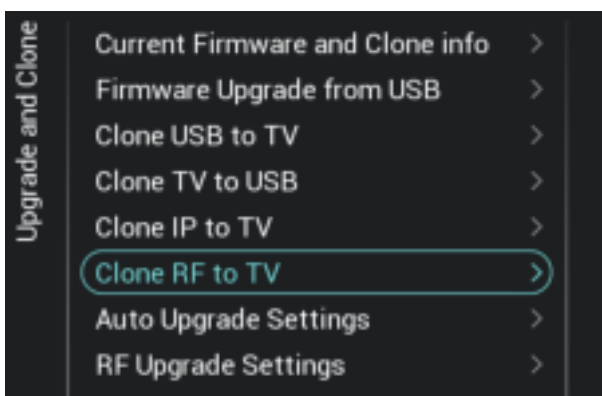 Upgrade and Clone
Current Firmware and Clone info
Firmware Upgrade from USB
Clone USB to TV
Clone TV to USB
Clone IP to TV
Clone RF to TV
Auto Upgrade Settings
RF Upgrade Settings